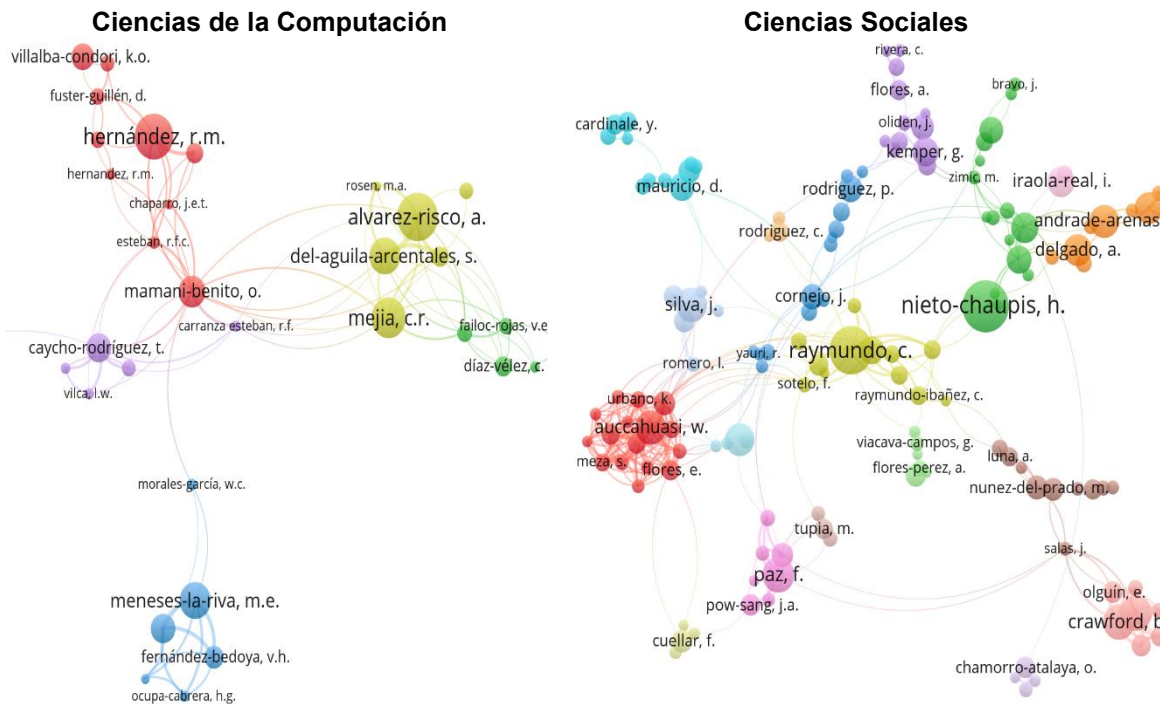 Ciencias de la Computación
villalba-condori, k.o.
fuster-guillén, d.
hernández, r.m.
hernandez, r.m.
chaparro, j.e.t.
esteban, r.f.c.
mamani-benito, o.
carranza esteban, r.f.
caycho-rodríguez, t.
vilca, l.w.
rosen, m.a.
alvarez-risco, a.
del-aguila-arcentales, s.
mejia, c.r.
failoc-rojas, v.e
díaz-vélez, c.
morales-garcía, w.c.
meneses-la-riva, m.e.
fernández-bedoya, v.h.
ocupa-cabrera, h.g.
Ciencias Sociales
rivera, c.
flores, a.
bravo, j.
cardinale, y.
oliden, j.
kemper, g.
mauricio, d.
rodriguez, p.
zimic, m.
iraola-real, i.
rodriguez, c.
andrade-arenas
delgado, a.
silva, j.
cornejo, j.
nieto-chaupis, h.
romero, l.
yauri, r.
raymundo, c.
sotelo, f.
raymundo-ibañez, c.
urbano, k.
auccahuasi, w.
meza, s.
flores, e.
viacava-campos, g.
flores-perez, a.
luna, a.
nunez-del-prado, m.
tupia, m.
salas, j.
paz, f.
pow-sang, j.a.
olguín, e.
crawford, b
cuellar, f.
chamorro-atalaya, o.